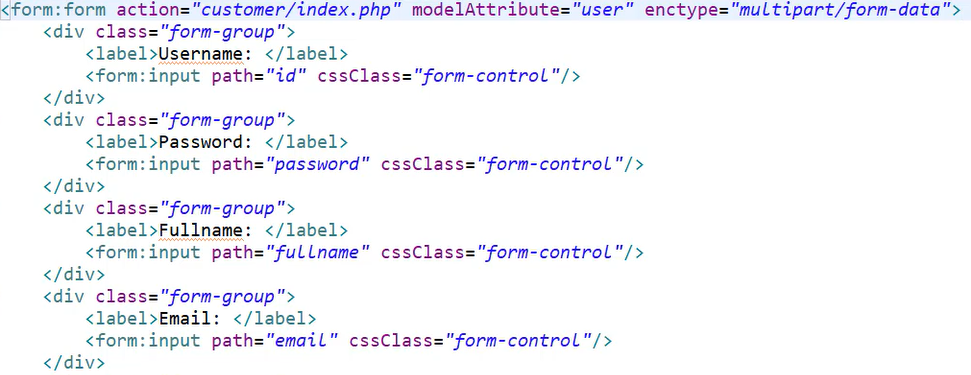 <form:form action="customer/index.php" modelAttribute="user" enctype="multipart/form-data">
    <div class="form-group">
        <label>Username: </label>
        <form:input path="id" cssClass="form-control"/>
    </div>
    <div class="form-group">
        <label>Password: </label>
        <form:input path="password" cssClass="form-control"/>
    </div>
    <div class="form-group">
        <label>Fullname: </label>
        <form:input path="fullname" cssClass="form-control"/>
    </div>
    <div class="form-group">
        <label>Email: </label>
        <form:input path="email" cssClass="form-control"/>
    </div>